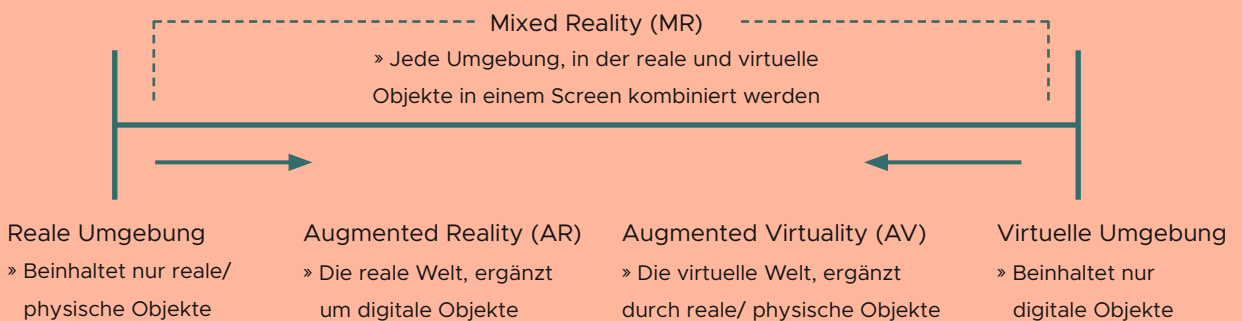 Mixed Reality (MR)
» Jede Umgebung, in der reale und virtuelle
Objekte in einem Screen kombiniert werden
Reale Umgebung
» Beinhaltet nur reale/
physische Objekte
Augmented Reality (AR)
» Die reale Welt, ergänzt
um digitale Objekte
Augmented Virtuality (AV)
» Die virtuelle Welt, ergänzt
durch reale/ physische Objekte
Virtuelle Umgebung
» Beinhaltet nur
digitale Objekte